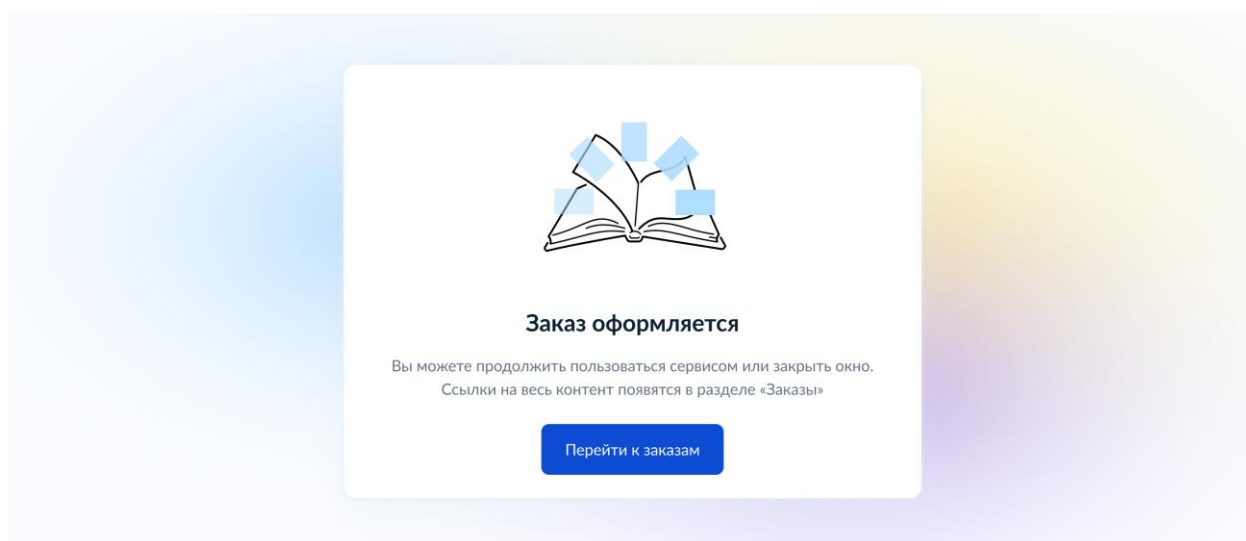 Заказ оформляется
Вы можете продолжить пользоваться сервисом или закрыть окно.
Ссылки на весь контент появятся в разделе «Заказы»
Перейти к заказам